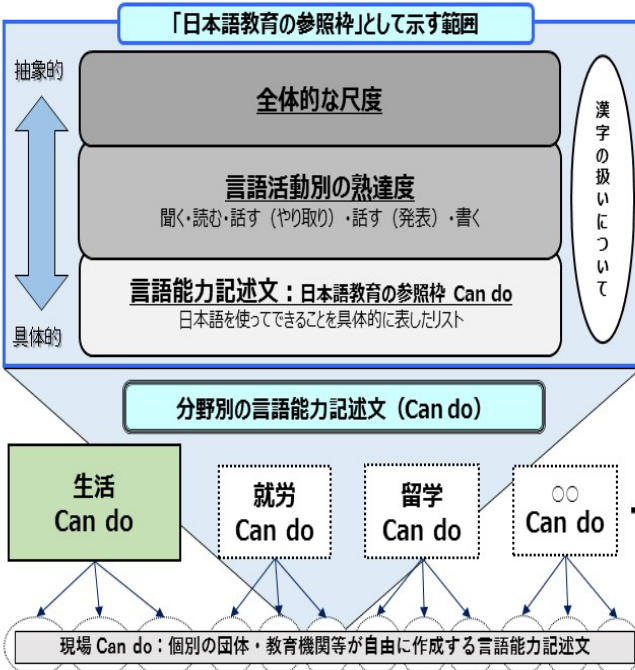 「日本語教育の参照枠」として示す範囲
抽象的
全体的な尺度
言語活動別の熟達度
聞く・読む・話す（やり取り）・話す（発表）・書く
言語能力記述文：日本語教育の参照枠 Can do
日本語を使ってできることを具体的に表したリスト
具体的
漢字の扱いについて
分野別の言語能力記述文（Can do）
生活
Can do
就労
Can do
留学
Can do
○○
Can do
現場 Can do：個別の団体・教育機関等が自由に作成する言語能力記述文